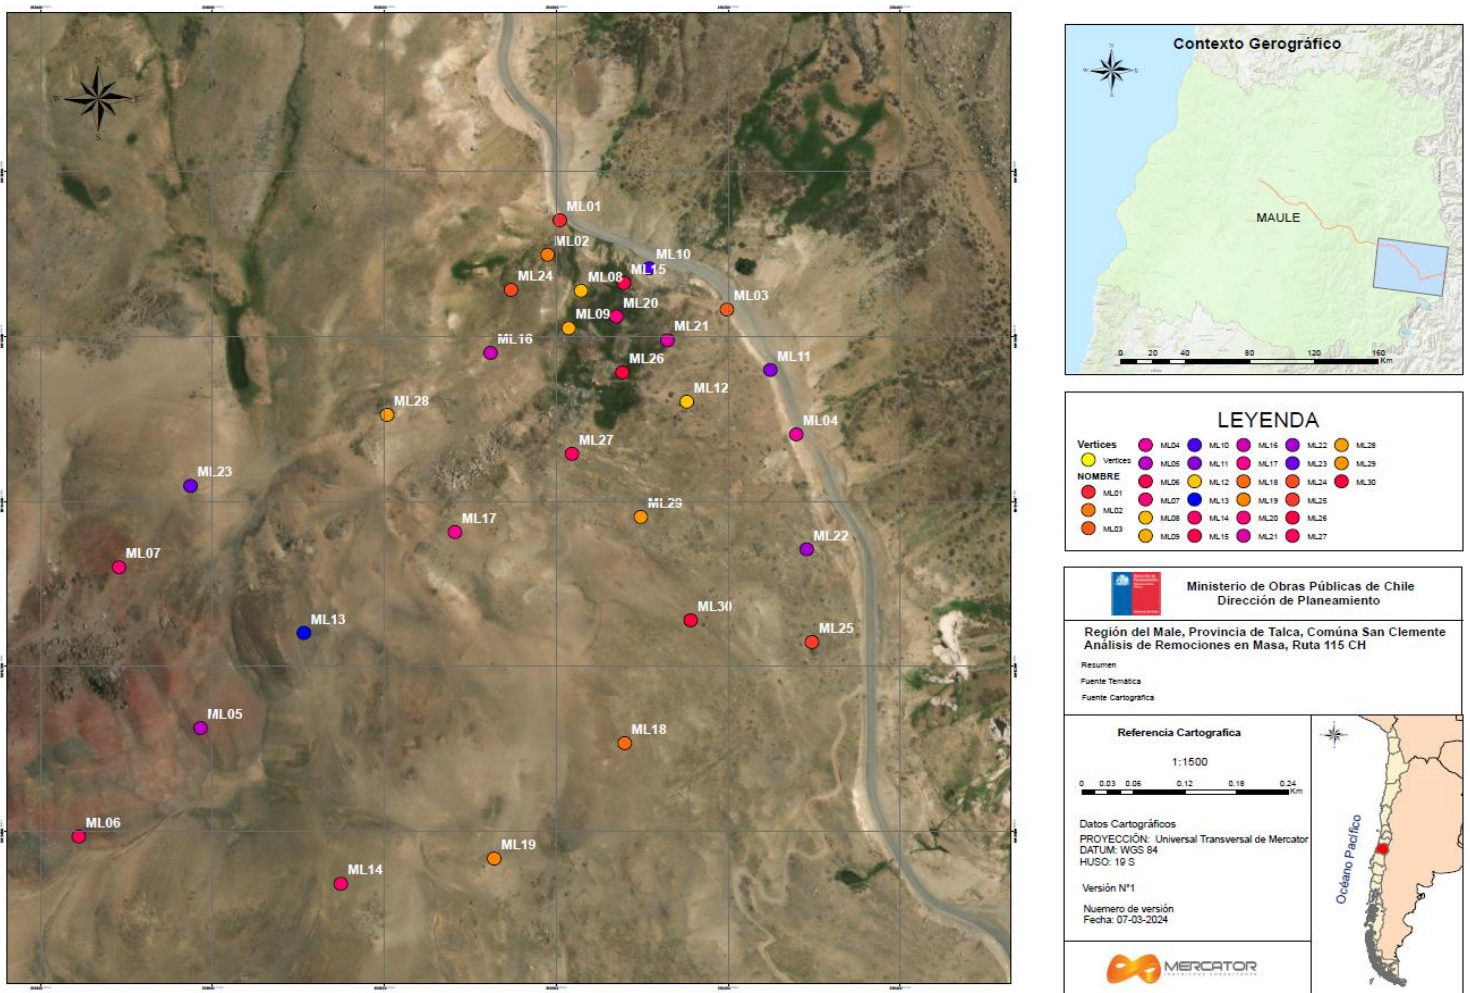 ML01
ML02
ML10
ML24
ML08
ML15
ML03
ML20
ML09
ML21
ML16
ML11
ML26
ML12
ML28
ML04
ML27
ML23
ML29
ML17
ML22
ML07
ML30
ML13
ML25
ML05
ML18
ML06
ML19
ML14
Contexto Gerográfico
N
W E
S
MAULE
0 20 40 80 120 160
Km
LEYENDA
Vertices
Vertices
NOMBRE
ML01
ML02
ML03
ML04
ML05
ML06
ML07
ML08
ML09
ML10
ML11
ML12
ML13
ML14
ML15
ML16
ML17
ML18
ML19
ML20
ML21
ML22
ML23
ML24
ML25
ML26
ML27
ML28
ML29
ML30
Ministerio de Obras Públicas de Chile
Dirección de Planeamiento
Región del Male, Provincia de Talca, Comúna San Clemente
Análisis de Remociones en Masa, Ruta 115 CH
Resumen
Fuente Temática
Fuente Cartográfica
Referencia Cartografica
1:1500
0 0.03 0.06 0.12 0.18 0.24
Km
Datos Cartográficos
PROYECCIÓN: Universal Transversal de Mercator
DATUM: WGS 84
HUSO: 19 S
Versión N°1
Nuemero de versión
Fecha: 07-03-2024
MERCATOR
Océano Pacífico